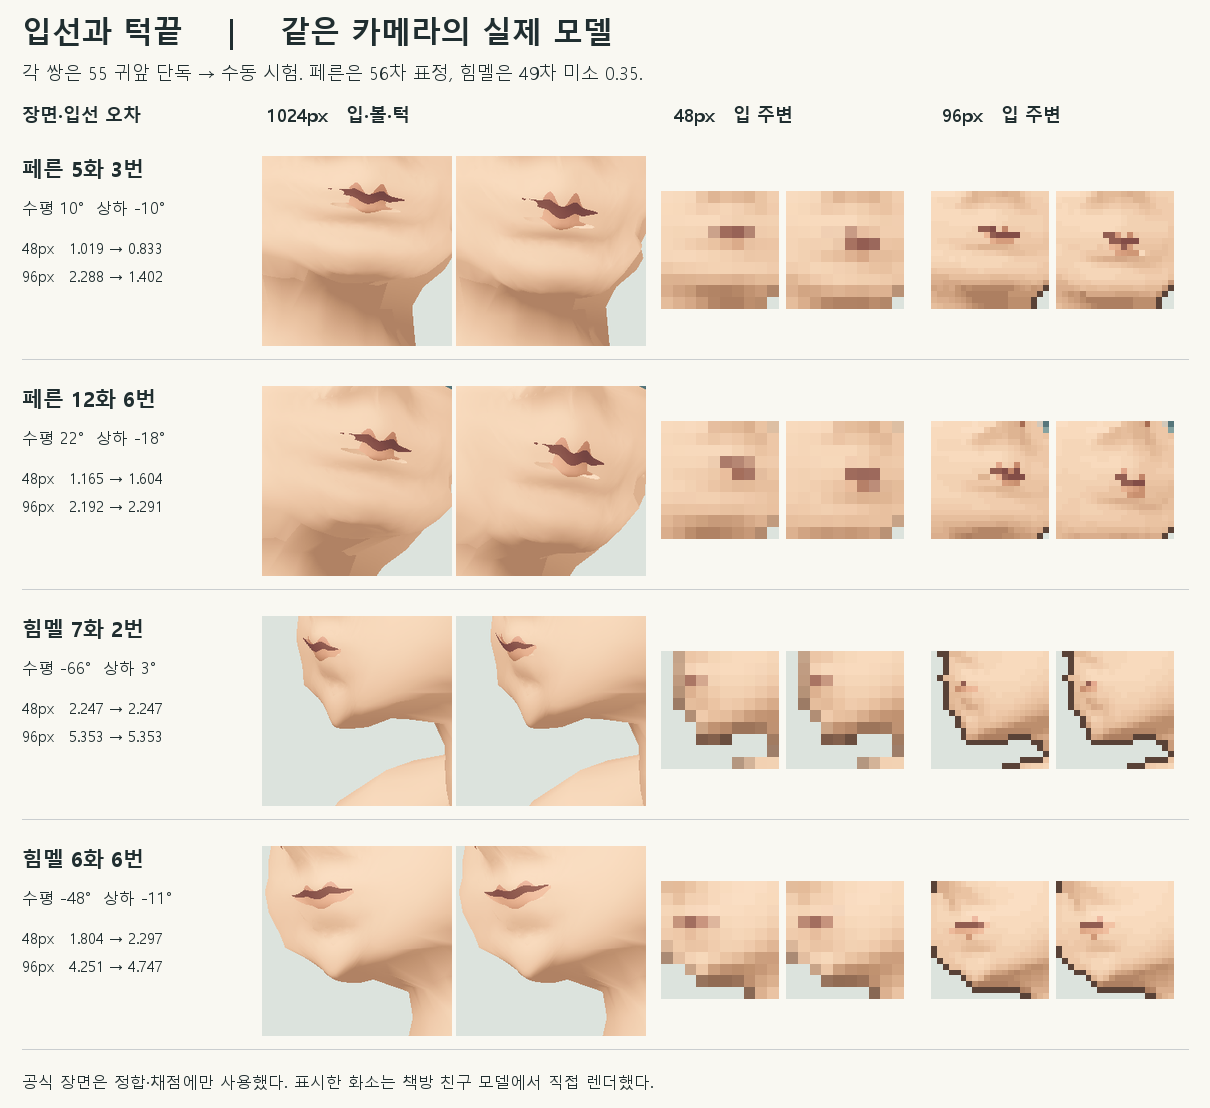 입선과 턱끝 | 같은 카메라의 실제 모델
각 쌍은 55 귀앞 단독 → 수동 시험. 페른은 56차 표정, 힘멜은 49차 미소 0.35.
장면·입선 오차 1024px 입·볼·턱 48px 입 주변 96px 입 주변
페른 5화 3번
수평 10° 상하 -10°
48px 1.019 → 0.833
96px 2.288 → 1.402
페른 12화 6번
수평 22° 상하 -18°
48px 1.165 → 1.604
96px 2.192 → 2.291
힘멜 7화 2번
수평 -66° 상하 3°
48px 2.247 → 2.247
96px 5.353 → 5.353
힘멜 6화 6번
수평 -48° 상하 -11°
48px 1.804 → 2.297
96px 4.251 → 4.747
공식 장면은 정합·채점에만 사용했다. 표시한 화소는 책방 친구 모델에서 직접 렌더했다.